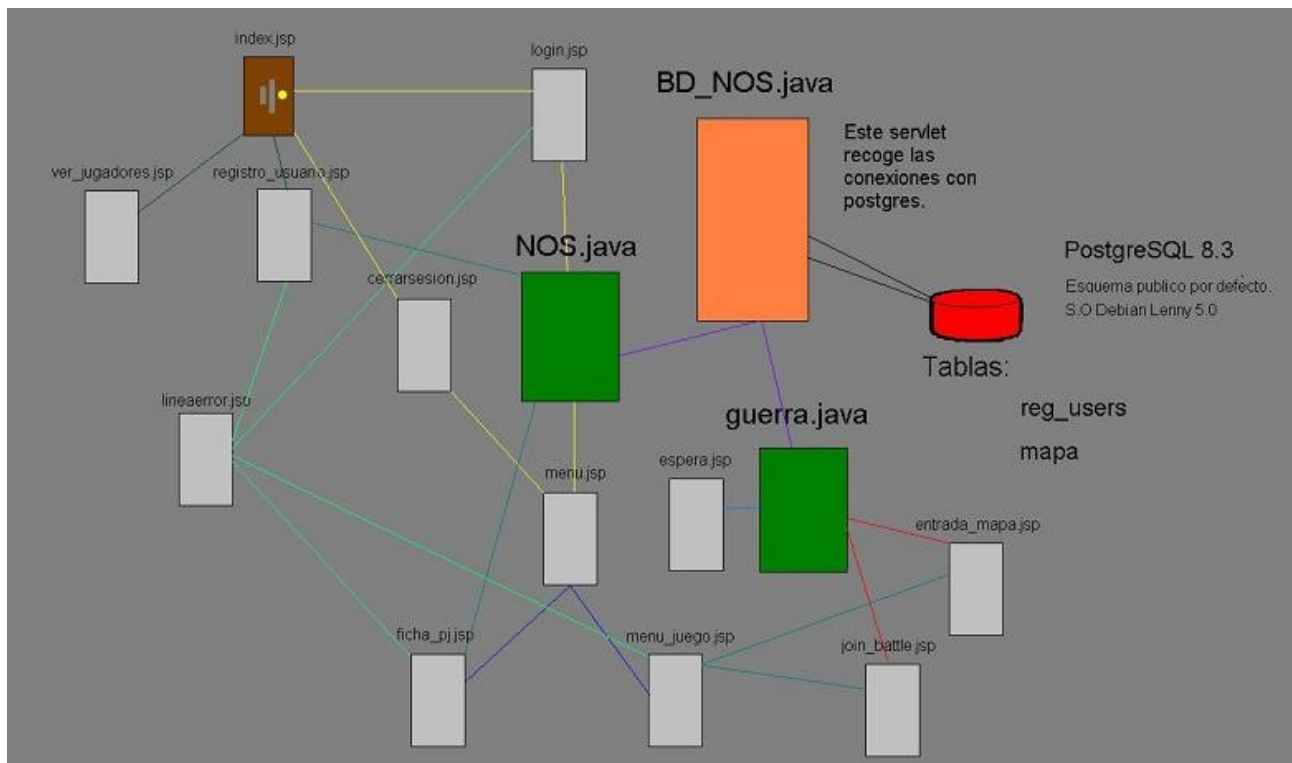 index.jsp
login.jsp
BD_NOS.java
Este servlet
recoge las
conexiones con
postgres.
ver_jugadores.jsp
registro_usuario.jsp
NOS.java
PostgreSQL 8.3
cerrarsesion.jsp
Esquema publico por defecto.
S.O Debian Lenny 5.0
Tablas:
lineaerror.jsp
guerra.java
reg_users
mapa
espera.jsp
menu.jsp
entrada_mapa.jsp
ficha_pj.jsp
menu_juego.jsp
join_battle.jsp